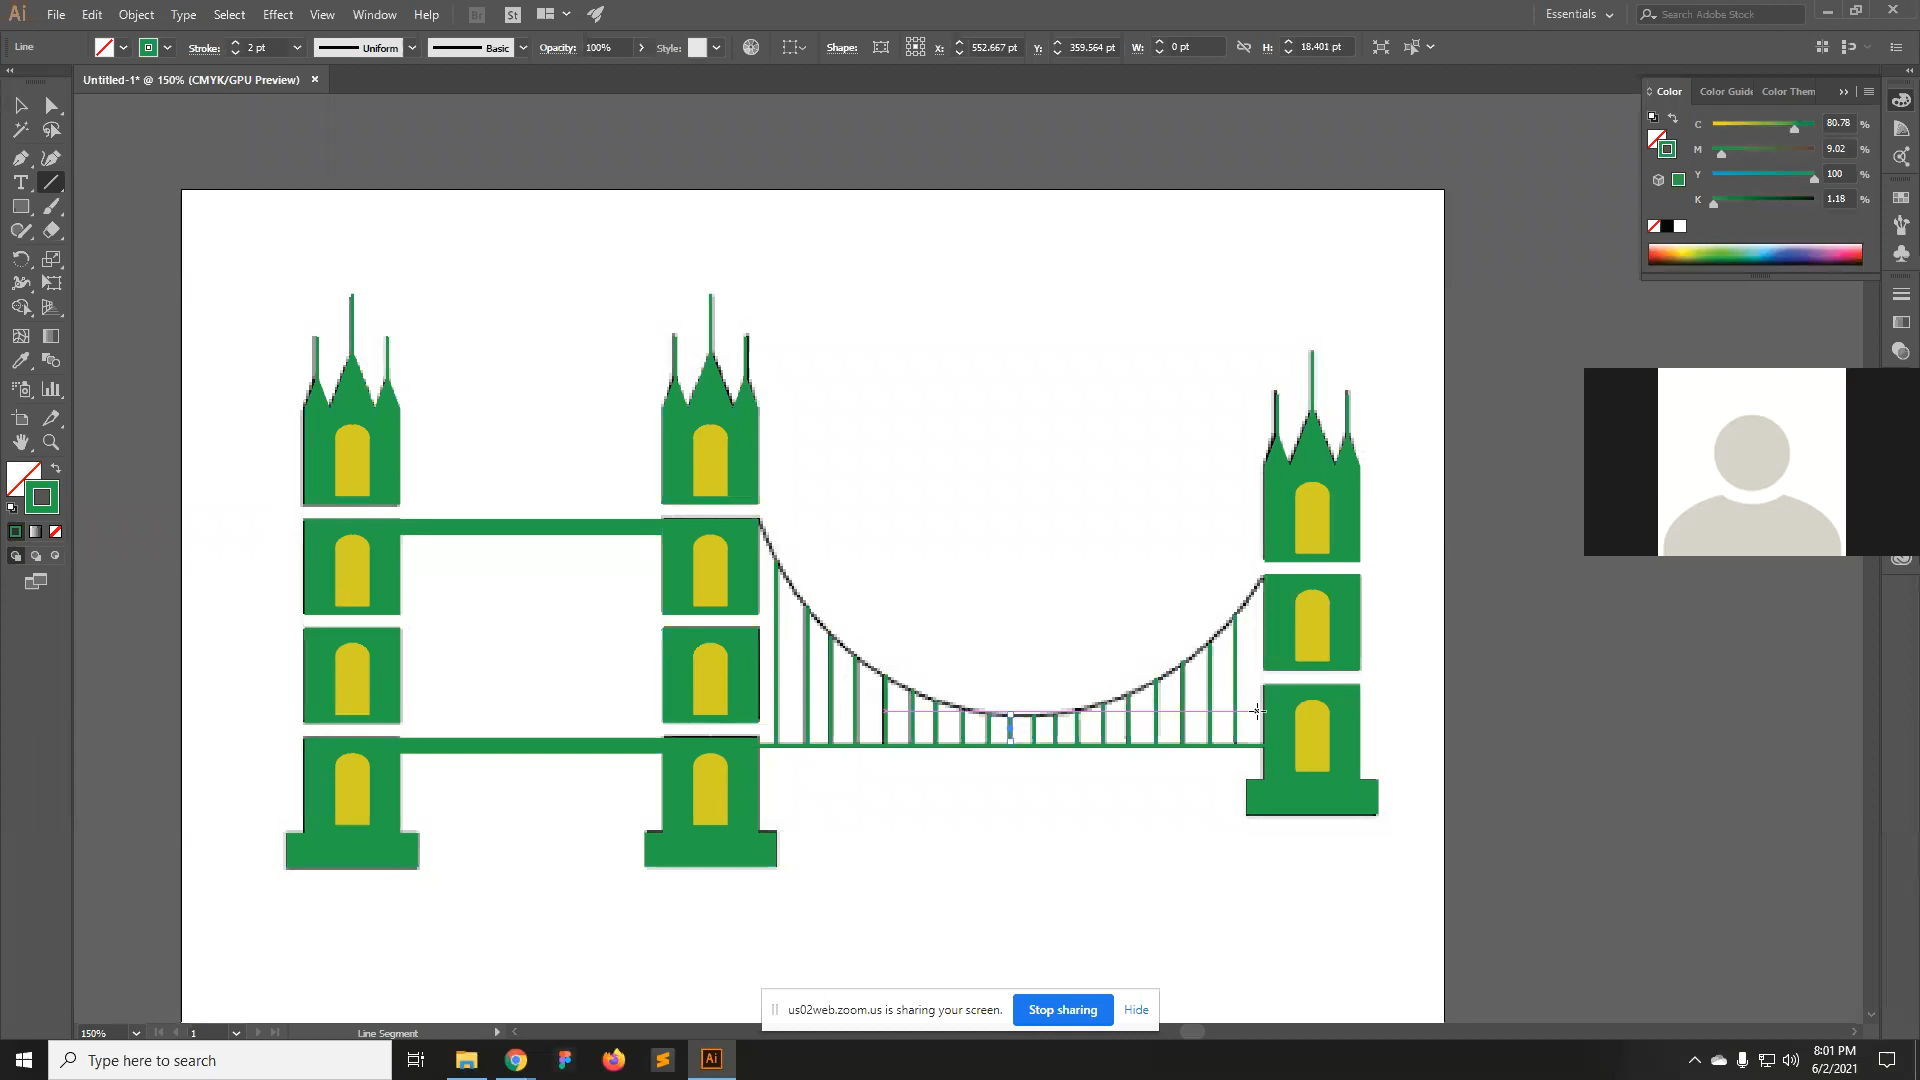 Ai File Edit Object Type Select Effect View Window Help Br St Essentials Search Adobe Stock
Line Stroke: 2 pt Uniform Basic Opacity: 100% Style: Shape: X: 552.667 pt Y: 359.564 pt W: 0 pt H: 18.401 pt
Untitled-1* @ 150% (CMYK/GPU Preview)
Color Color Guide Color Them
C 80.78 %
M 9.02 %
Y 100 %
K 1.18 %
us02web.zoom.us is sharing your screen. Stop sharing Hide
150% 1 Line Segment
Type here to search
Ai
8:01 PM
6/2/2021